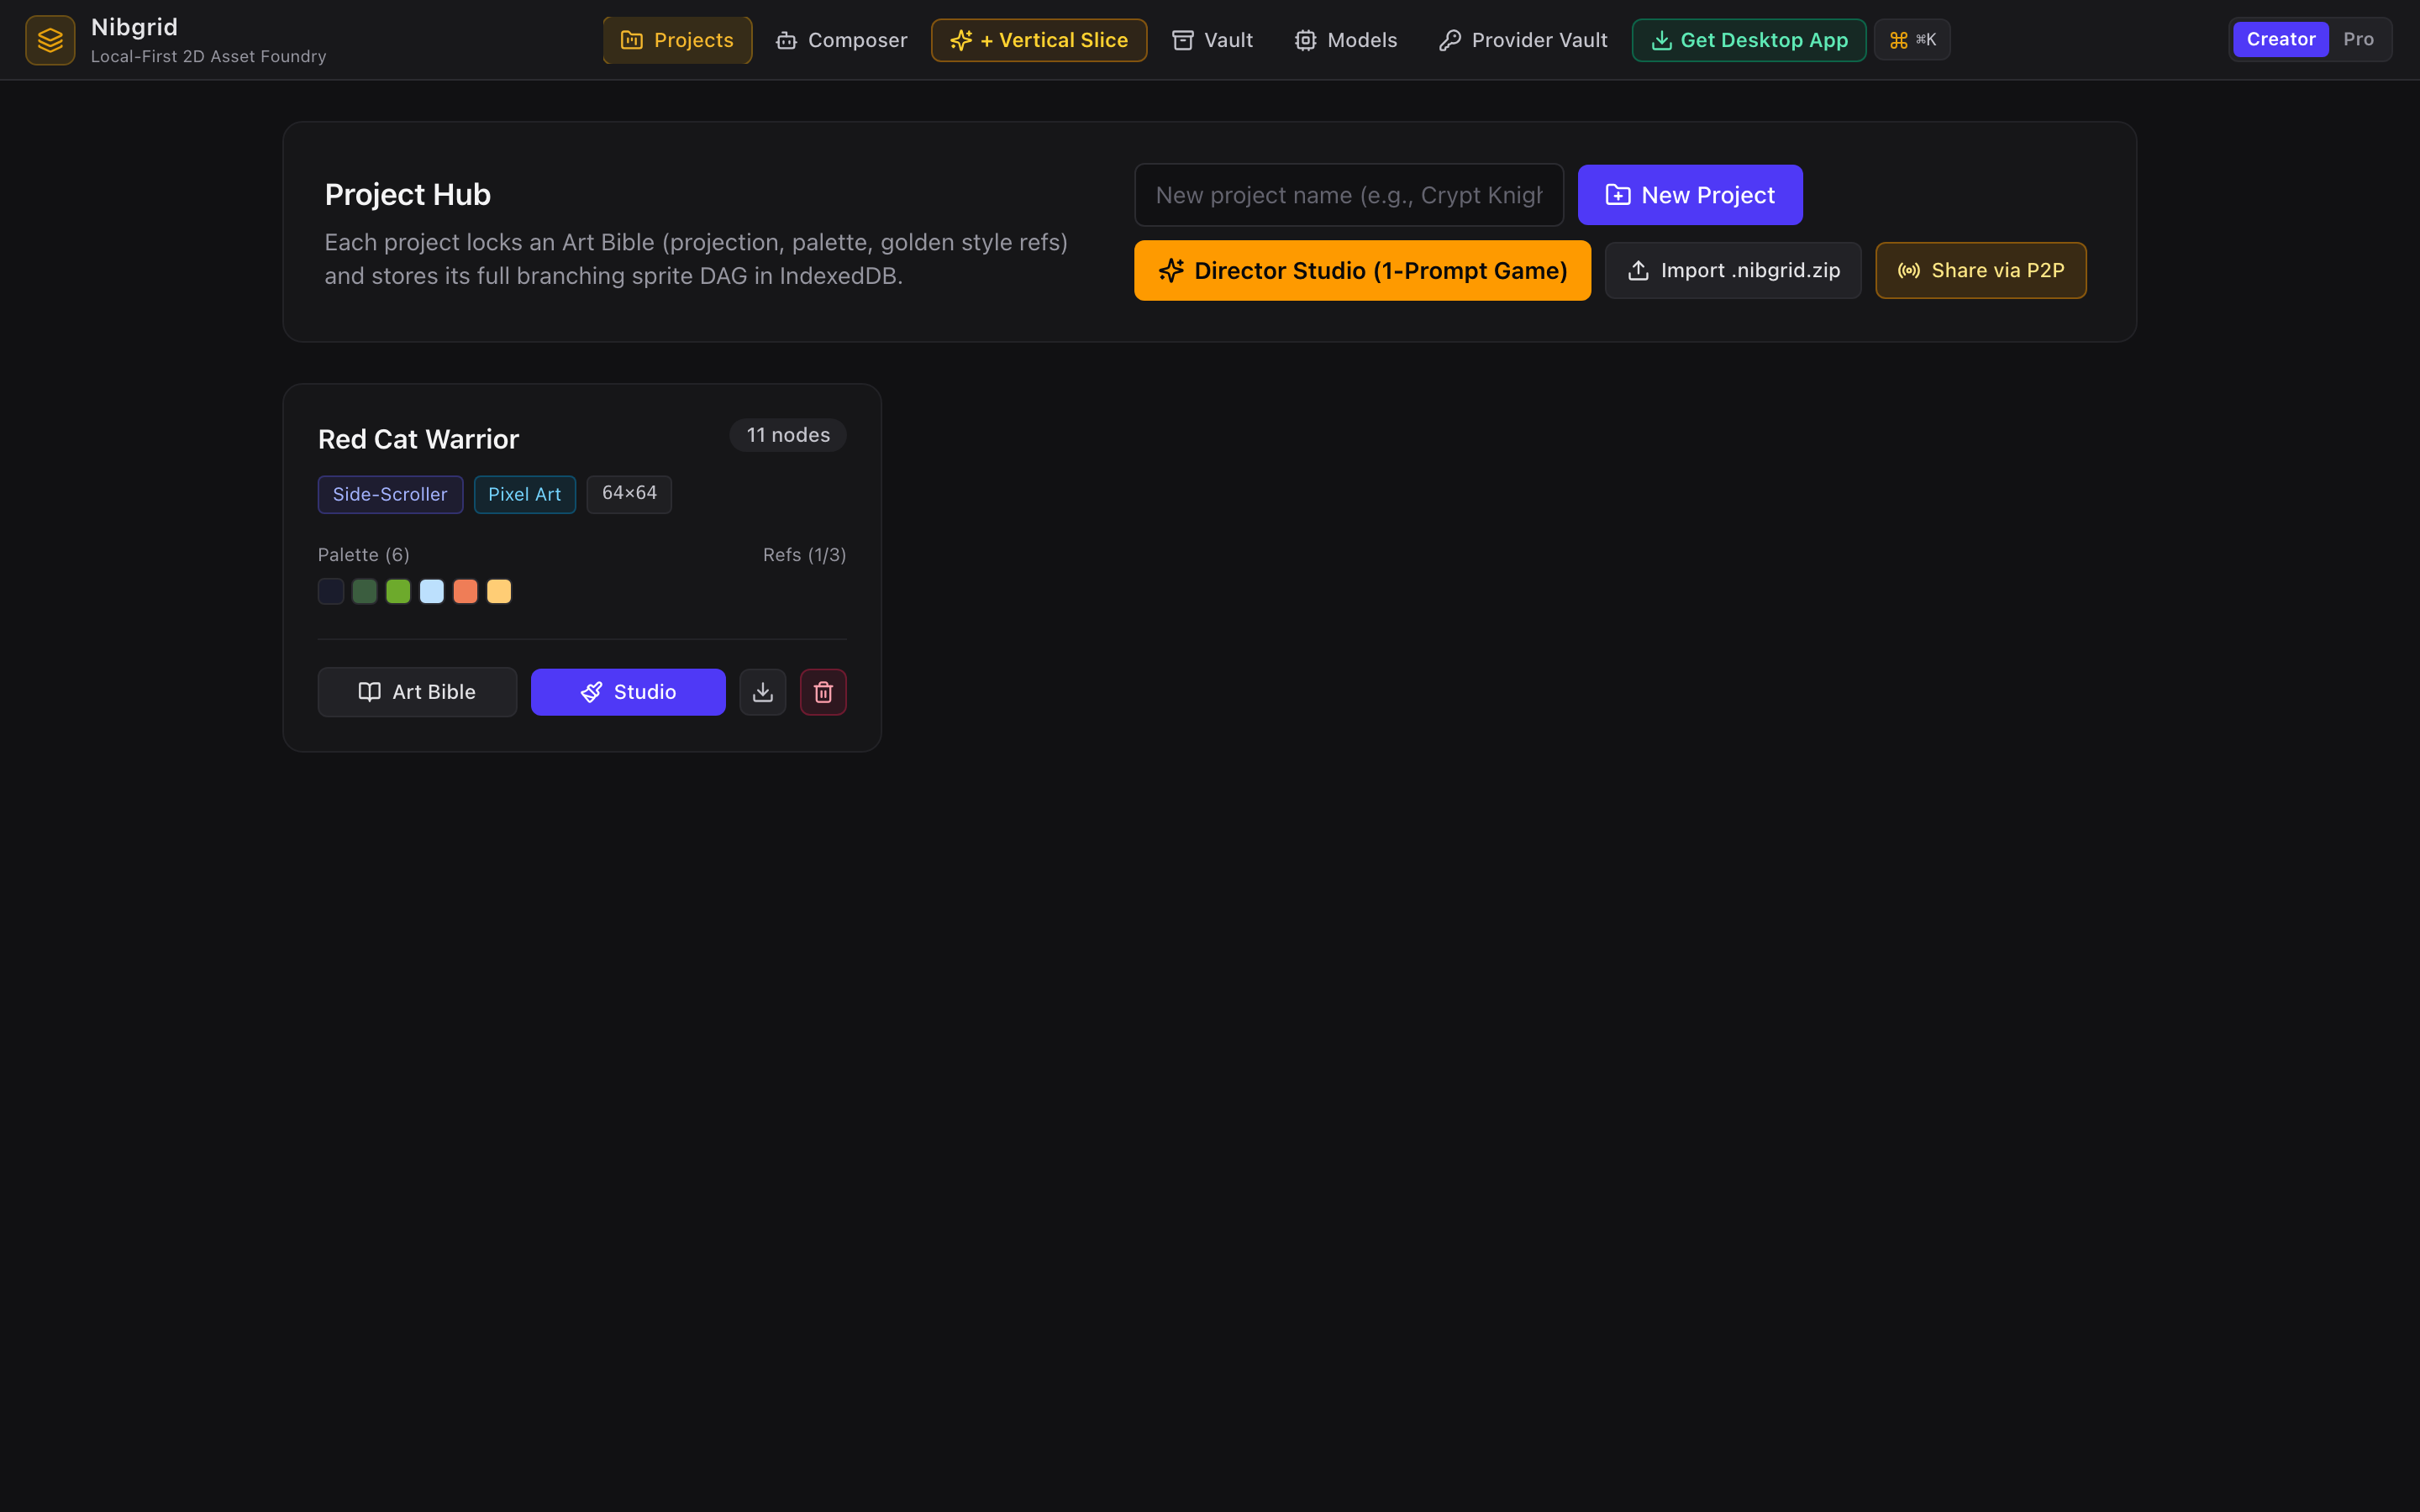 Nibgrid
Local-First 2D Asset Foundry
Projects
Composer
+ Vertical Slice
Vault
Models
Provider Vault
Get Desktop App
⌘K
Creator
Pro
Project Hub
Each project locks an Art Bible (projection, palette, golden style refs)
and stores its full branching sprite DAG in IndexedDB.
New project name (e.g., Crypt Knigh
New Project
Director Studio (1-Prompt Game)
Import .nibgrid.zip
Share via P2P
Red Cat Warrior
11 nodes
Side-Scroller
Pixel Art
64×64
Palette (6)
Refs (1/3)
Art Bible
Studio